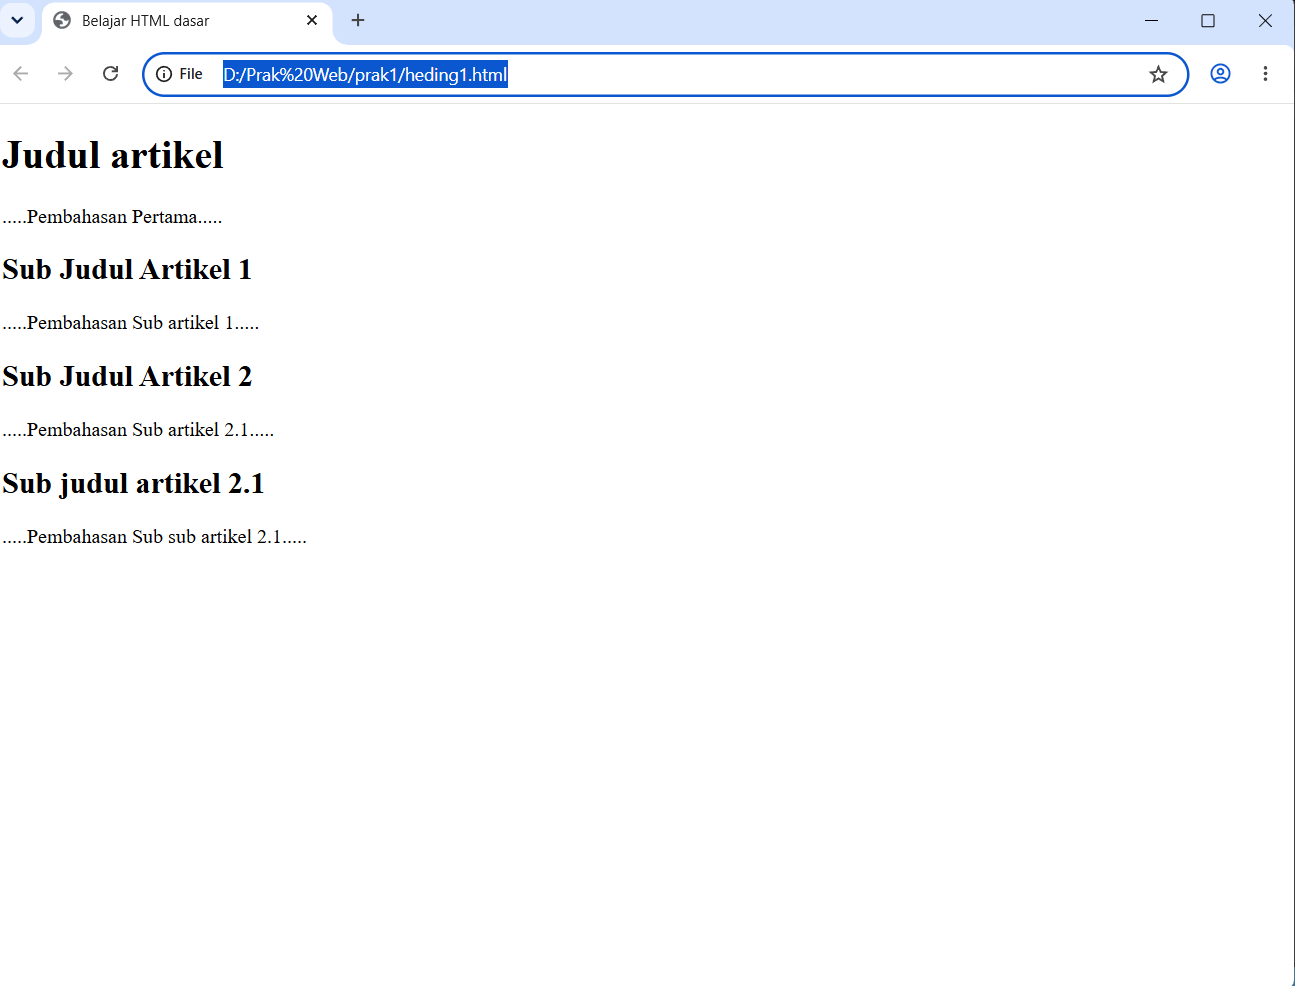 Belajar HTML dasar
File D:/Prak%20Web/prak1/heding1.html
Judul artikel
.....Pembahasan Pertama.....
Sub Judul Artikel 1
.....Pembahasan Sub artikel 1.....
Sub Judul Artikel 2
.....Pembahasan Sub artikel 2.1.....
Sub judul artikel 2.1
.....Pembahasan Sub sub artikel 2.1.....